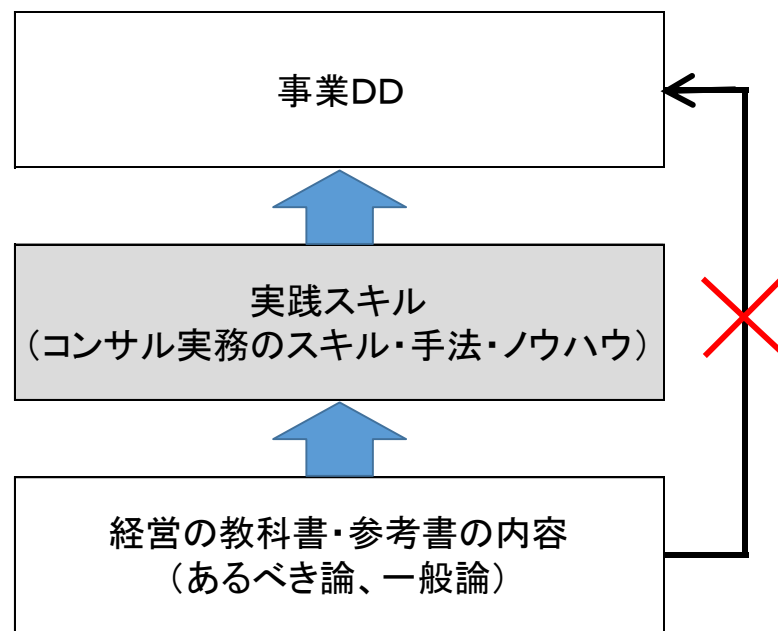 事業DD
実践スキル
（コンサル実務のスキル・手法・ノウハウ）
経営の教科書・参考書の内容
（あるべき論、一般論）